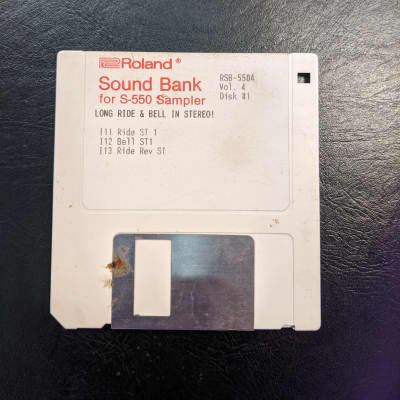 Roland®
Sound Bank
for S-550 Sampler
RSB-5504
Vol. 4
Disk #1
LONG RIDE & BELL IN STEREO!
I11 Ride ST 1
I12 Bell ST1
I13 Ride Rev ST